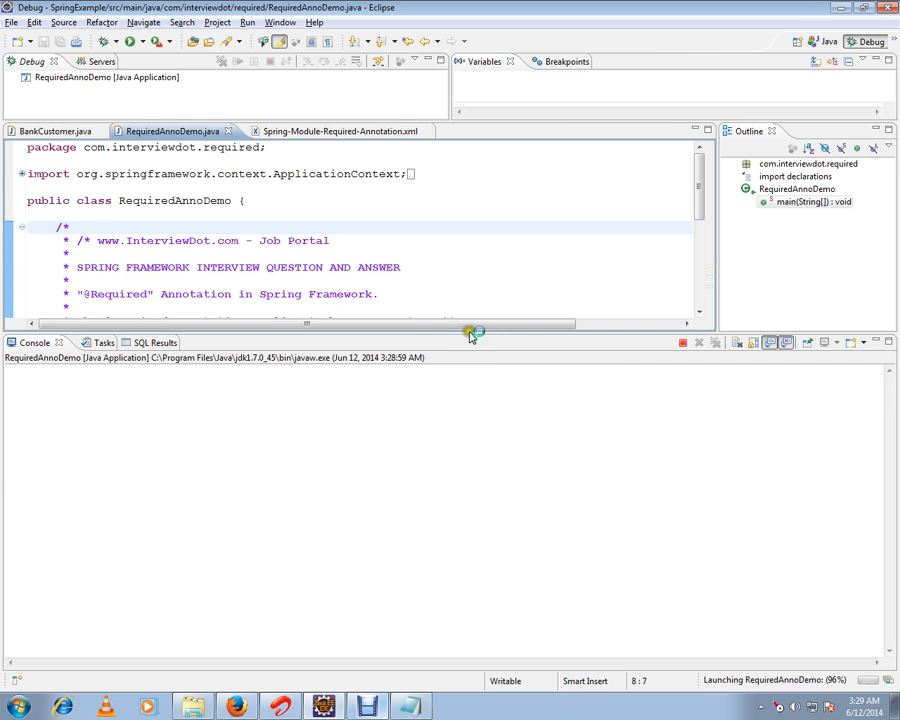 Debug - SpringExample/src/main/java/com/interviewdot/required/RequiredAnnoDemo.java - Eclipse
File Edit Source Refactor Navigate Search Project Run Window Help
Java Debug
Debug Servers
Variables Breakpoints
RequiredAnnoDemo [Java Application]
BankCustomer.java RequiredAnnoDemo.java Spring-Module-Required-Annotation.xml
Outline
package com.interviewdot.required;
import org.springframework.context.ApplicationContext;
public class RequiredAnnoDemo {
/*
* /* www.InterviewDot.com - Job Portal
*
* SPRING FRAMEWORK INTERVIEW QUESTION AND ANSWER
*
* "@Required" Annotation in Spring Framework.
*
com.interviewdot.required
import declarations
RequiredAnnoDemo
main(String[]) : void
Console Tasks SQL Results
RequiredAnnoDemo [Java Application] C:\Program Files\Java\jdk1.7.0_45\bin\javaw.exe (Jun 12, 2014 3:28:59 AM)
Writable Smart Insert 8 : 7 Launching RequiredAnnoDemo: (96%)
3:29 AM
6/12/2014